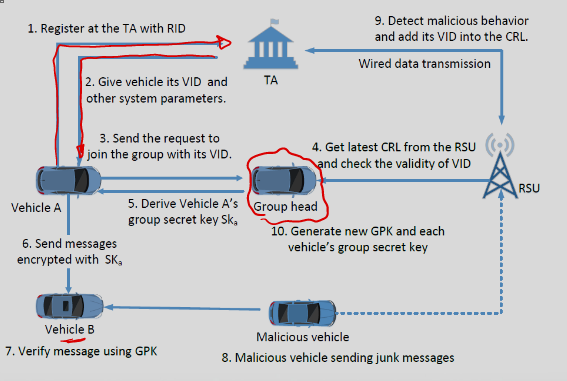 1. Register at the TA with RID
9. Detect malicious behavior
and add its VID into the CRL.
Wired data transmission
TA
2. Give vehicle its VID and
other system parameters.
3. Send the request to
join the group with its VID.
4. Get latest CRL from the RSU
and check the validity of VID
RSU
Vehicle A
5. Derive Vehicle A's
group secret key Skₐ
Group head
10. Generate new GPK and each
vehicle's group secret key
6. Send messages
encrypted with SKₐ
Vehicle B
Malicious vehicle
7. Verify message using GPK
8. Malicious vehicle sending junk messages